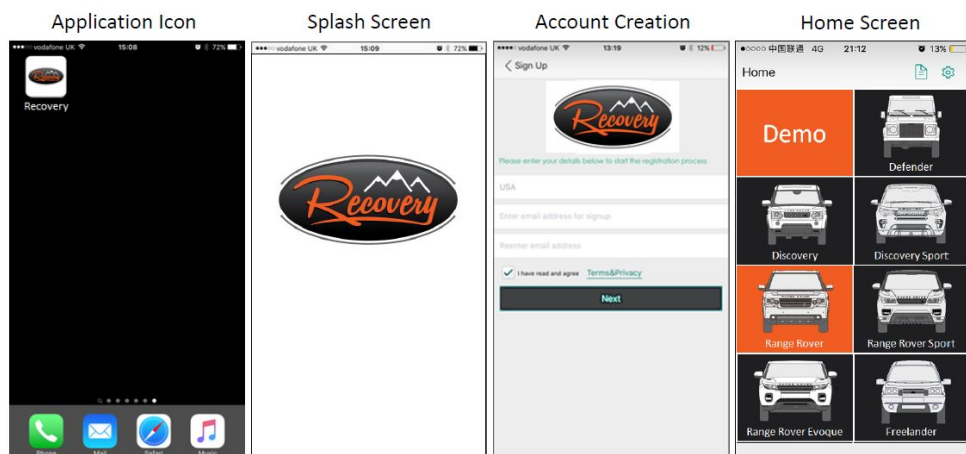 Application Icon
Splash Screen
Account Creation
Home Screen
vodafone UK
15:08
72%
Recovery
Recovery
Phone
Mail
Safari
Music
vodafone UK
15:09
72%
Recovery
vodafone UK
13:19
12%
Sign Up
Recovery
Please enter your details below to start the registration process
USA
Enter email address for signup
Reenter email address
I have read and agree Terms&Privacy
Next
中国联通 4G
21:12
13%
Home
Demo
Defender
Discovery
Discovery Sport
Range Rover
Range Rover Sport
Range Rover Evoque
Freelander